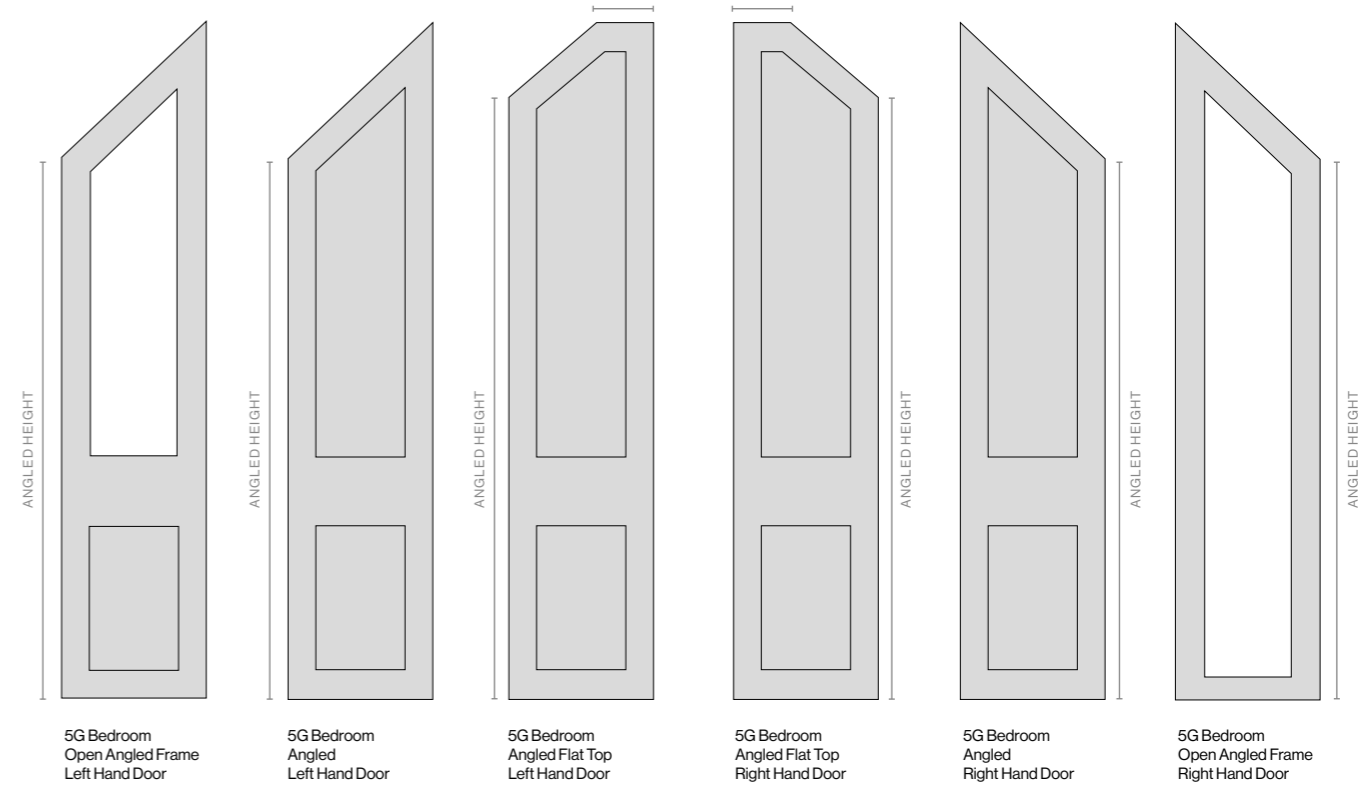 ANGLED HEIGHT
ANGLED HEIGHT
ANGLED HEIGHT
ANGLED HEIGHT
ANGLED HEIGHT
ANGLED HEIGHT
5G Bedroom
Open Angled Frame
Left Hand Door
5G Bedroom
Angled
Left Hand Door
5G Bedroom
Angled Flat Top
Left Hand Door
5G Bedroom
Angled Flat Top
Right Hand Door
5G Bedroom
Angled
Right Hand Door
5G Bedroom
Open Angled Frame
Right Hand Door